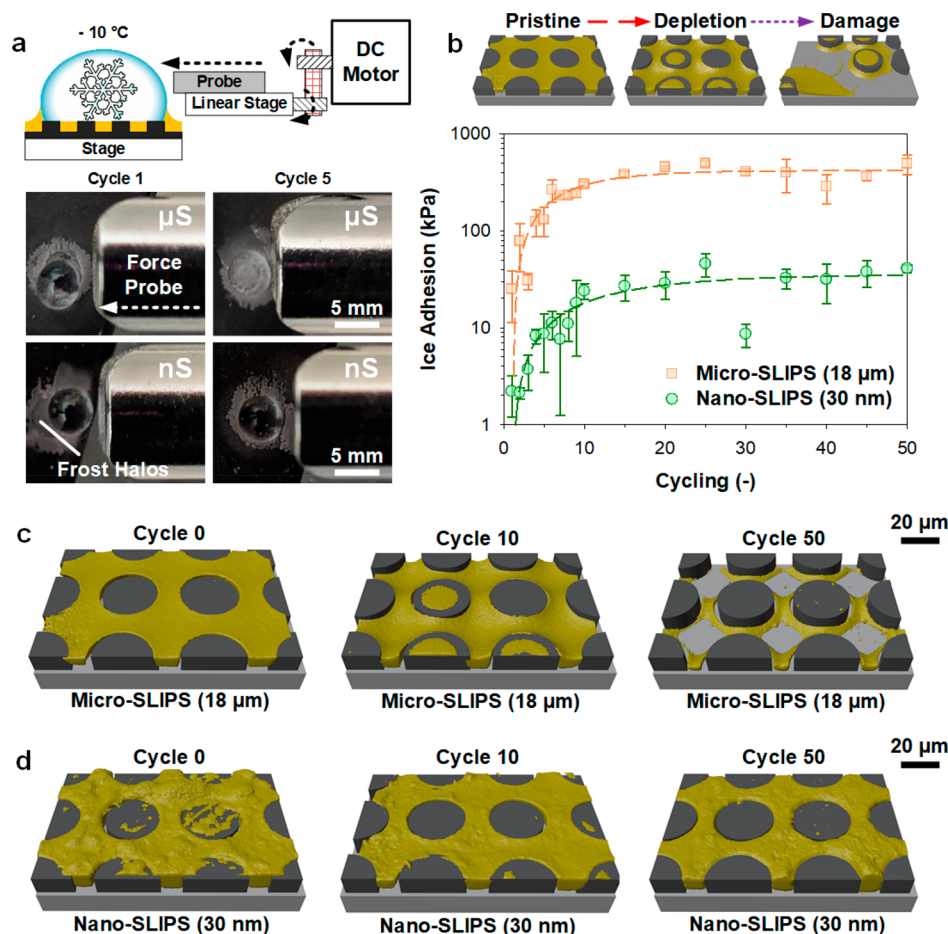 a
- 10 °C
DC
Motor
Probe
Linear Stage
Stage
Cycle 1
Cycle 5
µS
Force
Probe
5 mm
µS
5 mm
nS
Frost Halos
nS
5 mm
b
Pristine
Depletion
Damage
Ice Adhesion (kPa)
1000
100
10
1
Micro-SLIPS (18 µm)
Nano-SLIPS (30 nm)
0
10
20
30
40
50
Cycling (-)
c
Cycle 0
Cycle 10
Cycle 50
20 µm
Micro-SLIPS (18 µm)
Micro-SLIPS (18 µm)
Micro-SLIPS (18 µm)
d
Cycle 0
Cycle 10
Cycle 50
20 µm
Nano-SLIPS (30 nm)
Nano-SLIPS (30 nm)
Nano-SLIPS (30 nm)